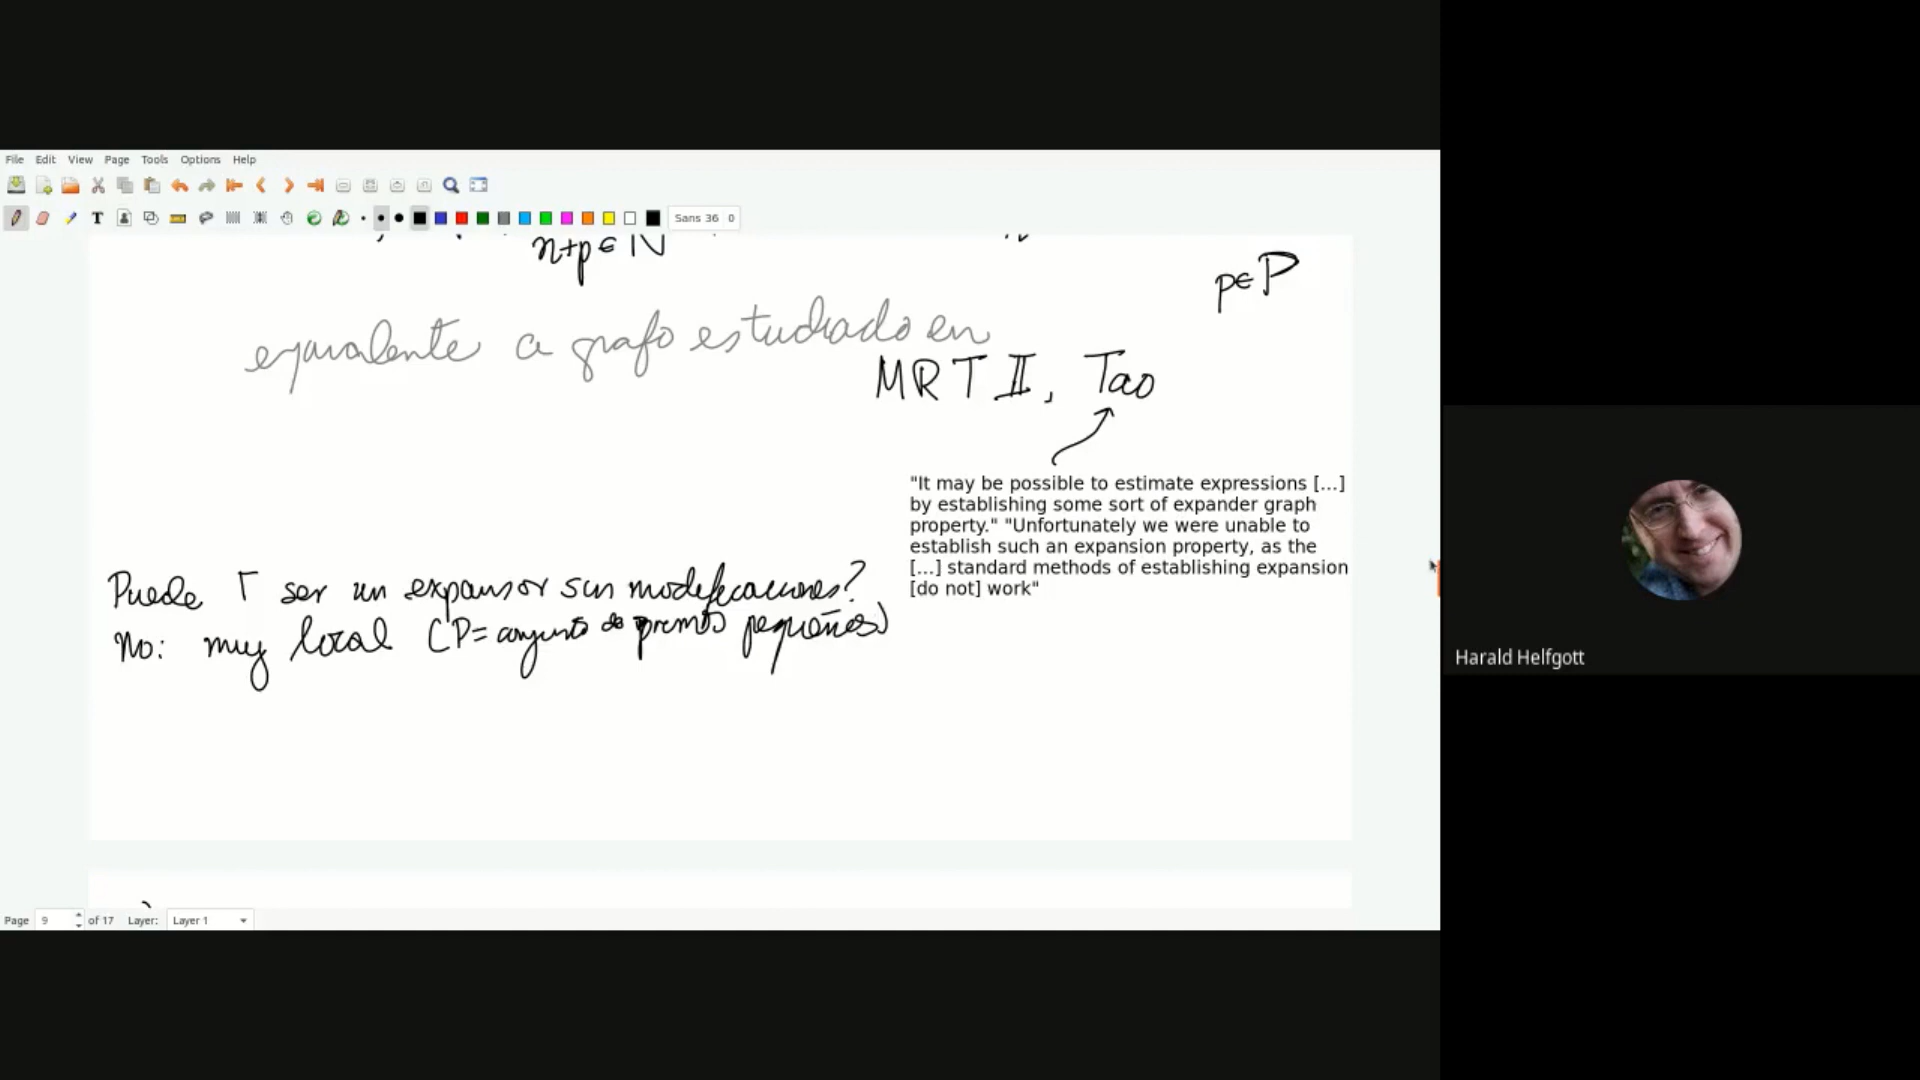 File Edit View Page Tools Options Help
Sans 36 0
n+p ∈ N
p ∈ P
equivalente a grafo estudiado en
MRT II, Tao
"It may be possible to estimate expressions [...]
by establishing some sort of expander graph
property." "Unfortunately we were unable to
establish such an expansion property, as the
[...] standard methods of establishing expansion
[do not] work"
Puede Γ ser un expansor sin modificaciones?
No: muy local (P = conjunto de primos pequeños)
Harald Helfgott
Page 9 of 17 Layer: Layer 1